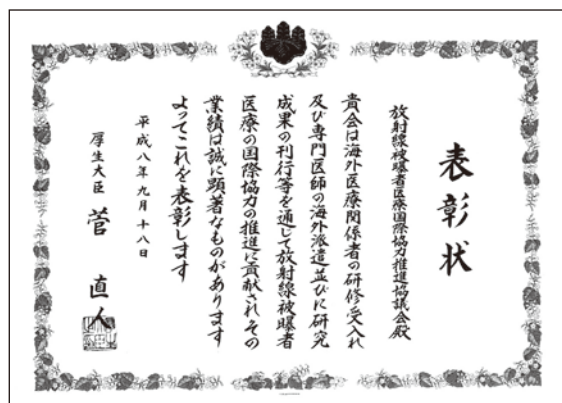 表彰状
放射線被曝者医療国際協力推進協議会殿
貴会は海外医療関係者の研修受入れ
及び専門医師の海外派遣並びに研究
成果の刊行等を通じて放射線被曝者
医療の国際協力の推進に貢献されその
業績は誠に顕著なものがあります
よってこれを表彰します
平成八年九月十八日
厚生大臣 菅 直人